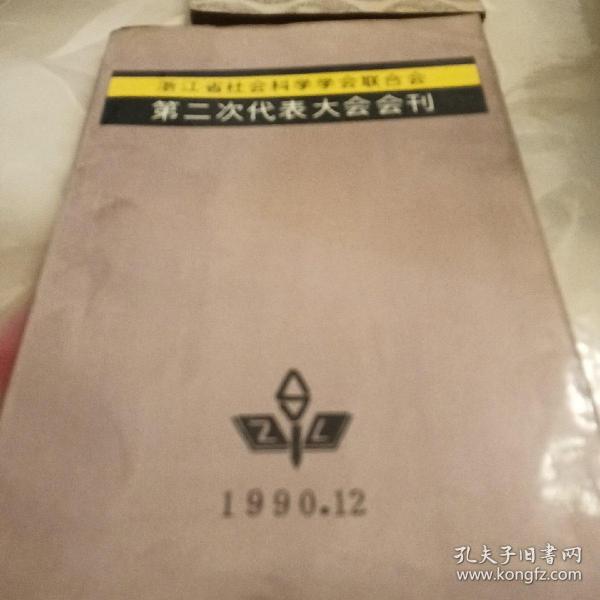 浙江省社会科学学会联合会
第二次代表大会会刊
Z L
1990.12
孔夫子旧书网
www.kongfz.com